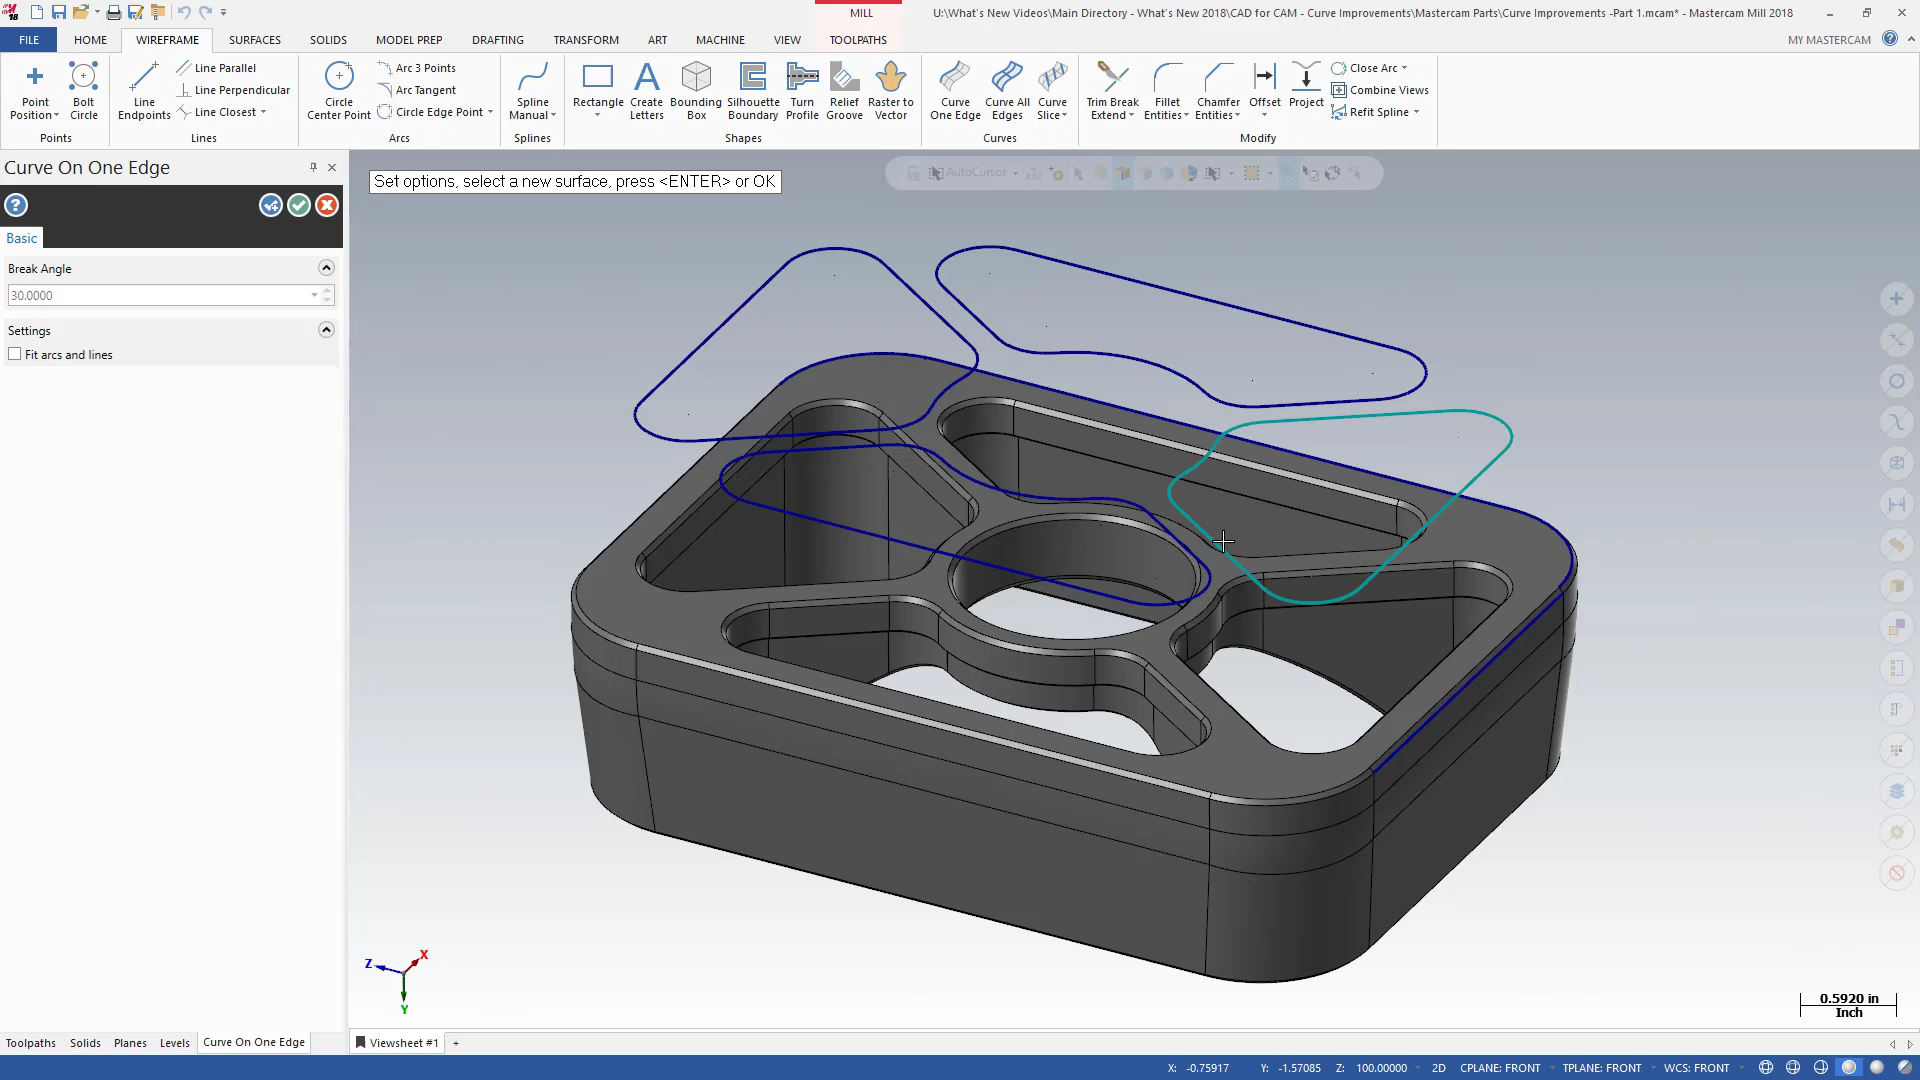 MILL
U:\What's New Videos\Main Directory - What's New 2018\CAD for CAM - Curve Improvements\Mastercam Parts\Curve Improvements -Part 1.mcam* - Mastercam Mill 2018
FILE HOME WIREFRAME SURFACES SOLIDS MODEL PREP DRAFTING TRANSFORM ART MACHINE VIEW TOOLPATHS MY MASTERCAM
Point Position
Bolt Circle
Points
Line Endpoints
Line Parallel
Line Perpendicular
Line Closest
Lines
Circle Center Point
Arc 3 Points
Arc Tangent
Circle Edge Point
Arcs
Spline Manual
Splines
Rectangle
Create Letters
Bounding Box
Silhouette Boundary
Turn Profile
Relief Groove
Raster to Vector
Shapes
Curve One Edge
Curve All Edges
Curve Slice
Curves
Trim Break Extend
Fillet Entities
Chamfer Entities
Offset
Project
Close Arc
Combine Views
Refit Spline
Modify
Curve On One Edge
Basic
Break Angle
30.0000
Settings
Fit arcs and lines
Set options, select a new surface, press <ENTER> or OK
AutoCursor
Z X
Y
0.5920 in
Inch
Toolpaths Solids Planes Levels Curve On One Edge
Viewsheet #1 +
X: -0.75917 Y: -1.57085 Z: 100.00000 2D CPLANE: FRONT TPLANE: FRONT WCS: FRONT